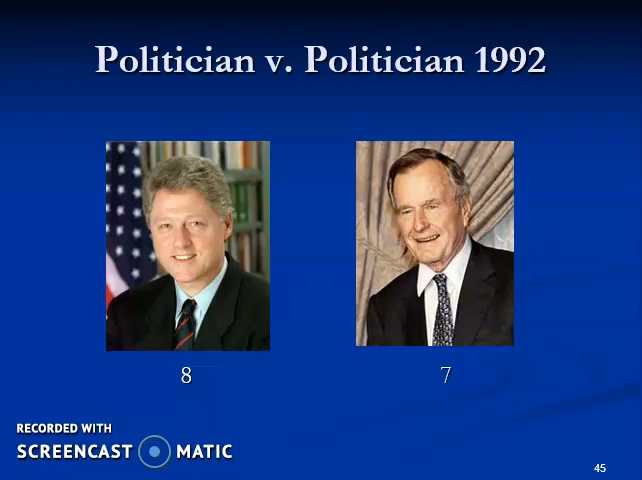 Politician v. Politician 1992
8
7
RECORDED WITH
SCREENCAST MATIC
45